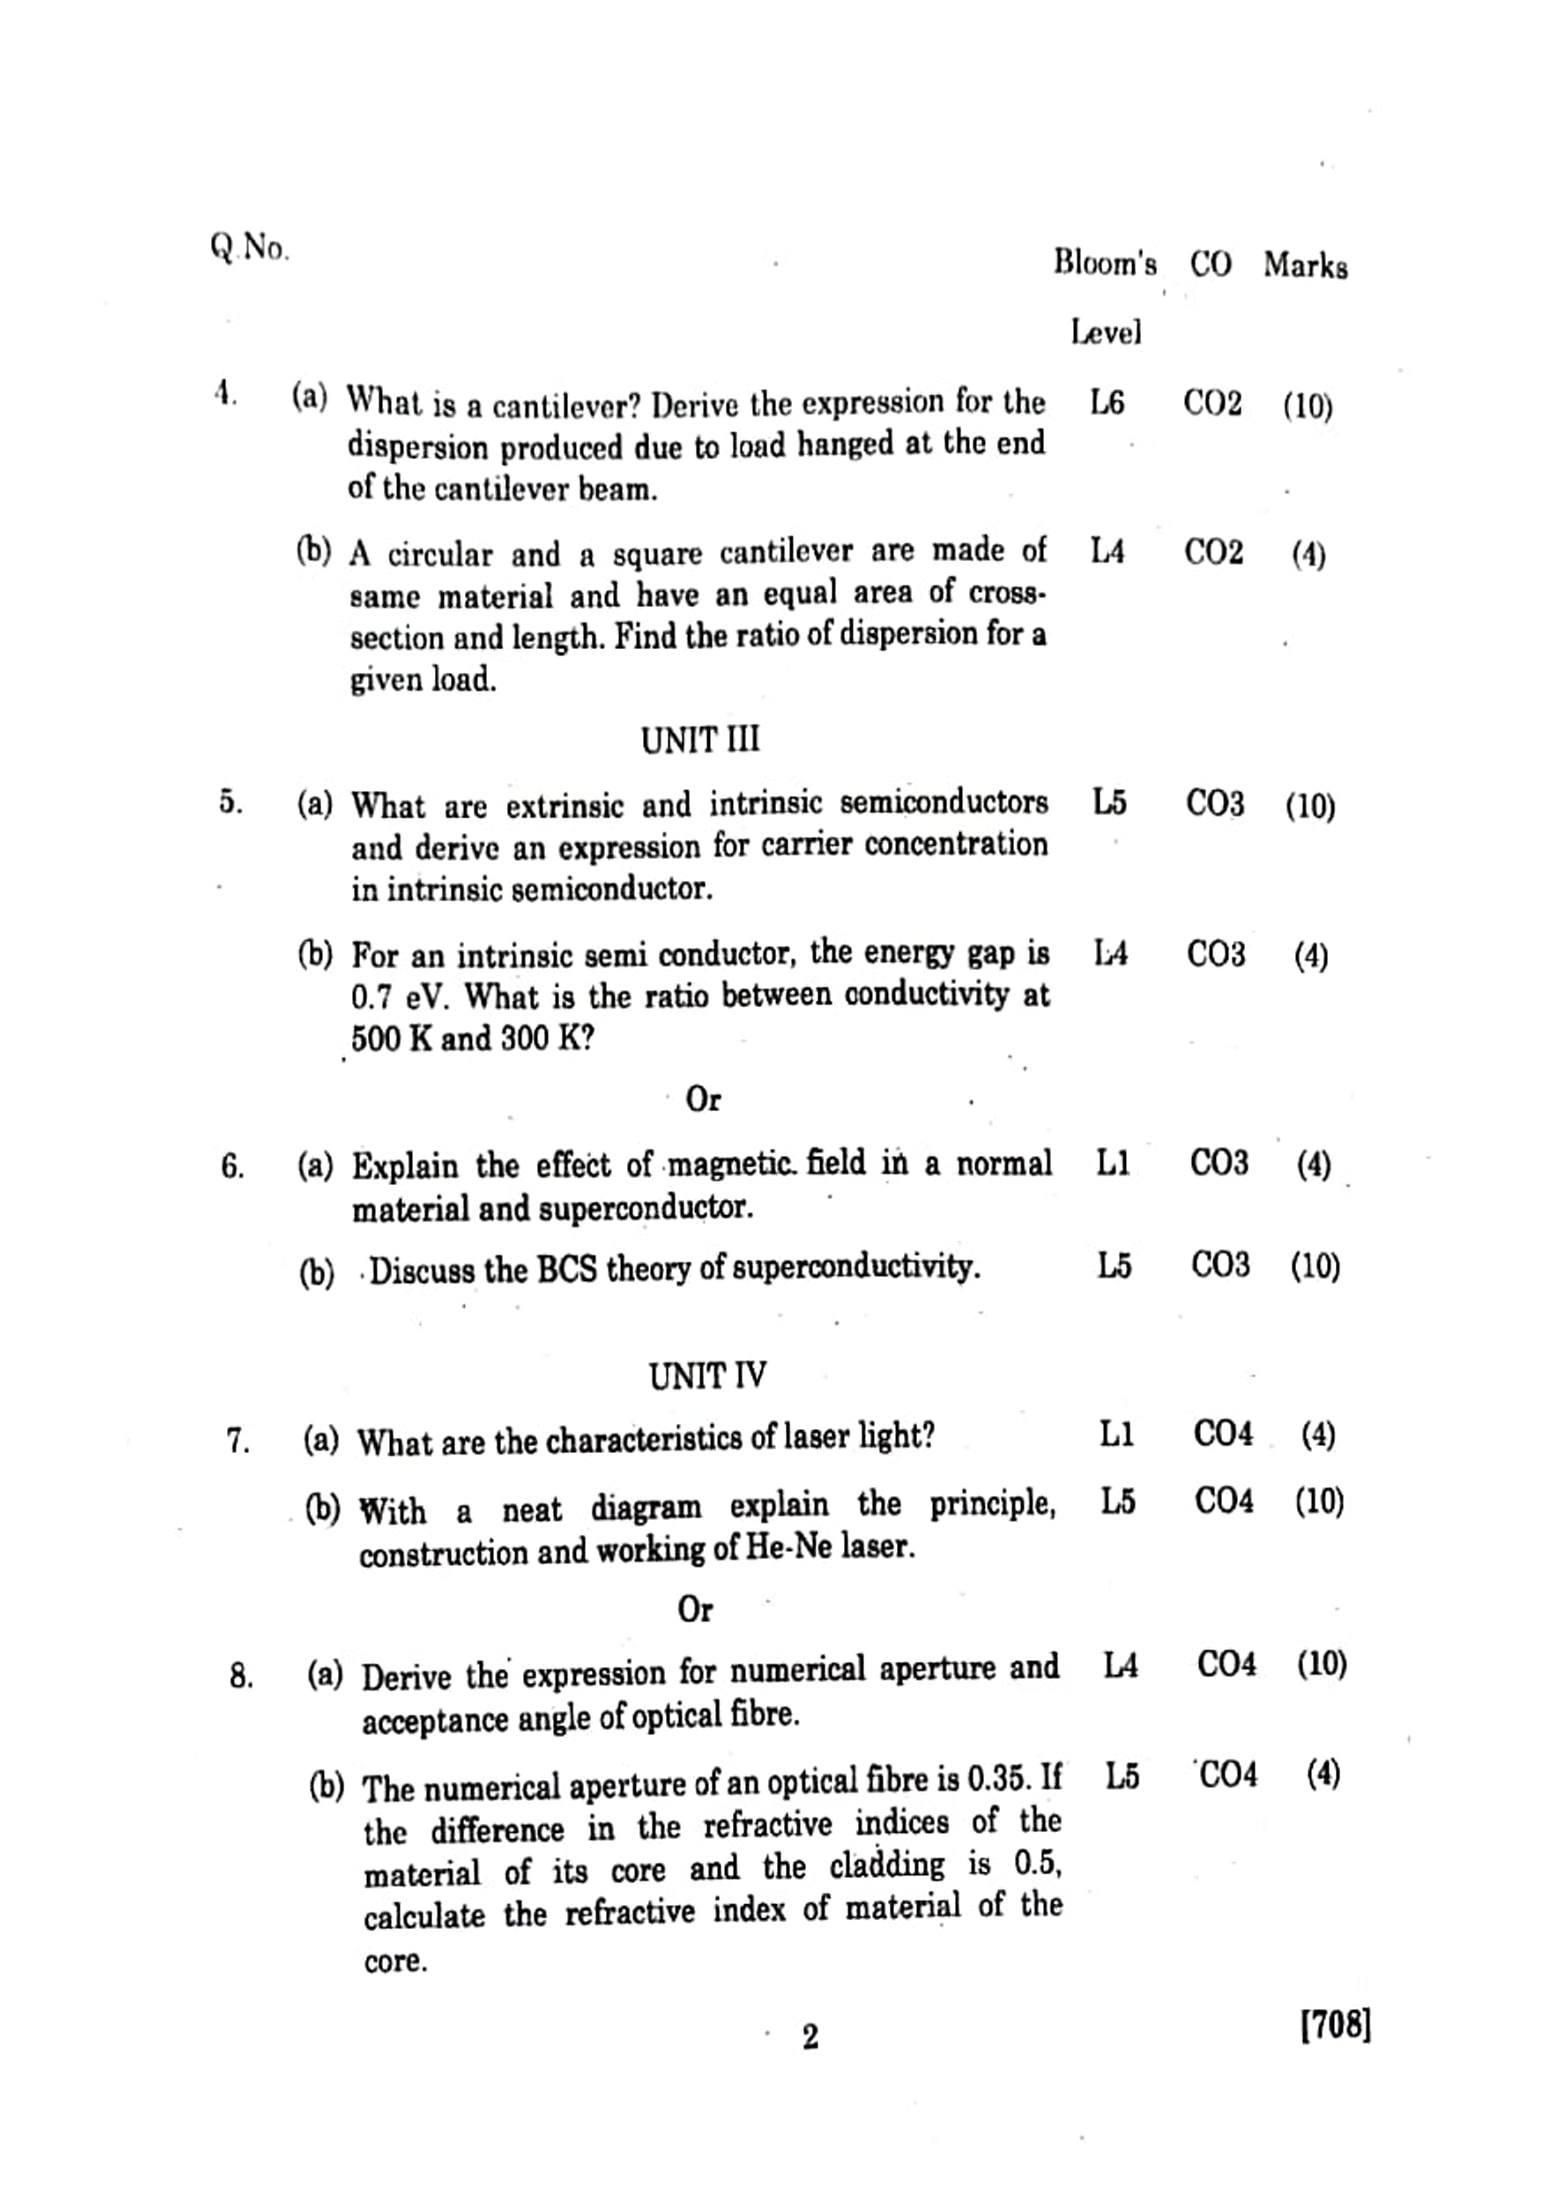 Q.No.
Bloom's CO Marks
Level
4. (a) What is a cantilever? Derive the expression for the L6 CO2 (10)
dispersion produced due to load hanged at the end
of the cantilever beam.
(b) A circular and a square cantilever are made of L4 CO2 (4)
same material and have an equal area of cross-
section and length. Find the ratio of dispersion for a
given load.
UNIT III
5. (a) What are extrinsic and intrinsic semiconductors L5 CO3 (10)
and derive an expression for carrier concentration
in intrinsic semiconductor.
(b) For an intrinsic semi conductor, the energy gap is L4 CO3 (4)
0.7 eV. What is the ratio between conductivity at
500 K and 300 K?
Or
6. (a) Explain the effect of magnetic field in a normal L1 CO3 (4)
material and superconductor.
(b) Discuss the BCS theory of superconductivity. L5 CO3 (10)
UNIT IV
7. (a) What are the characteristics of laser light? L1 CO4 (4)
(b) With a neat diagram explain the principle, L5 CO4 (10)
construction and working of He-Ne laser.
Or
8. (a) Derive the expression for numerical aperture and L4 CO4 (10)
acceptance angle of optical fibre.
(b) The numerical aperture of an optical fibre is 0.35. If L5 CO4 (4)
the difference in the refractive indices of the
material of its core and the cladding is 0.5,
calculate the refractive index of material of the
core.
2 [708]